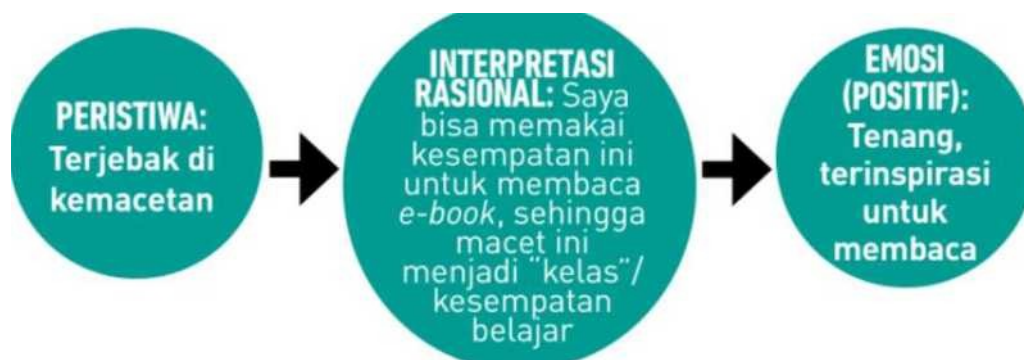 PERISTIWA:
Terjebak di
kemacetan
INTERPRETASI
RASIONAL: Saya
bisa memakai
kesempatan ini
untuk membaca
e-book, sehingga
macet ini
menjadi "kelas"/
kesempatan
belajar
EMOSI
(POSITIF):
Tenang,
terinspirasi
untuk
membaca